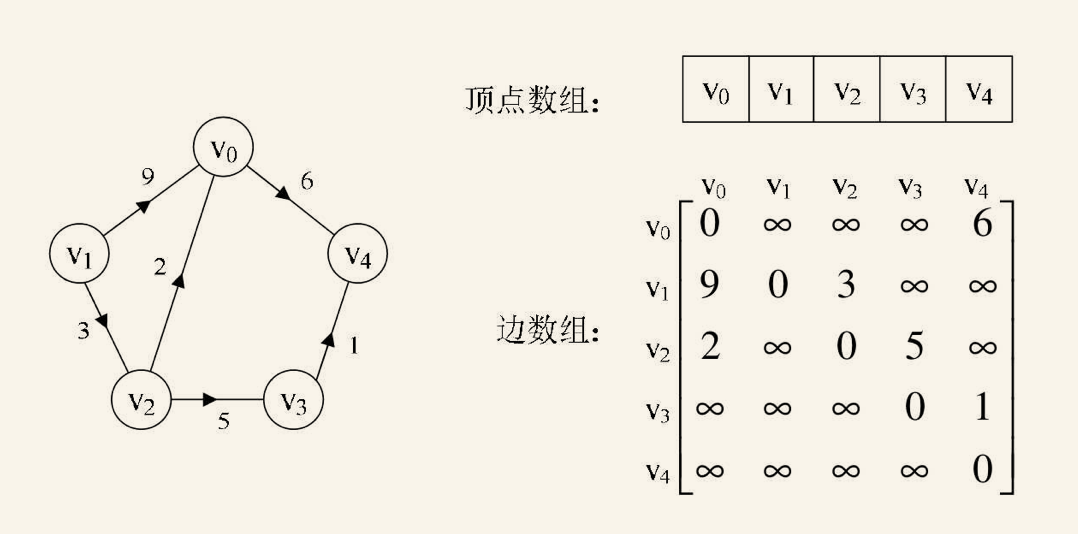 顶点数组： v0 v1 v2 v3 v4
v0
9
6
v1
v4
2
3
1
v2
v3
5
边数组：
v0 v1 v2 v3 v4
v0 0 ∞ ∞ ∞ 6
v1 9 0 3 ∞ ∞
v2 2 ∞ 0 5 ∞
v3 ∞ ∞ ∞ 0 1
v4 ∞ ∞ ∞ ∞ 0